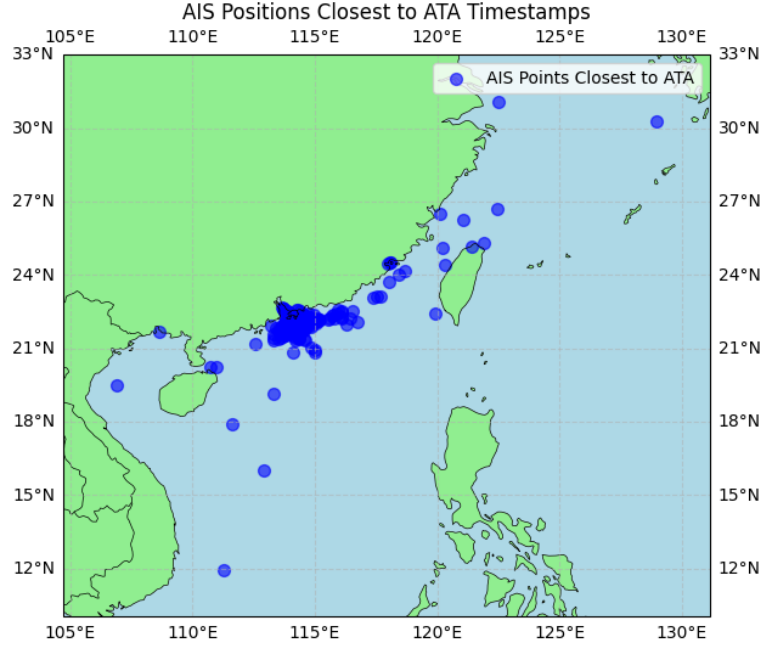 AIS Positions Closest to ATA Timestamps
105°E 110°E 115°E 120°E 125°E 130°E
33°N 33°N
AIS Points Closest to ATA
30°N 30°N
27°N 27°N
24°N 24°N
21°N 21°N
18°N 18°N
15°N 15°N
12°N 12°N
105°E 110°E 115°E 120°E 125°E 130°E